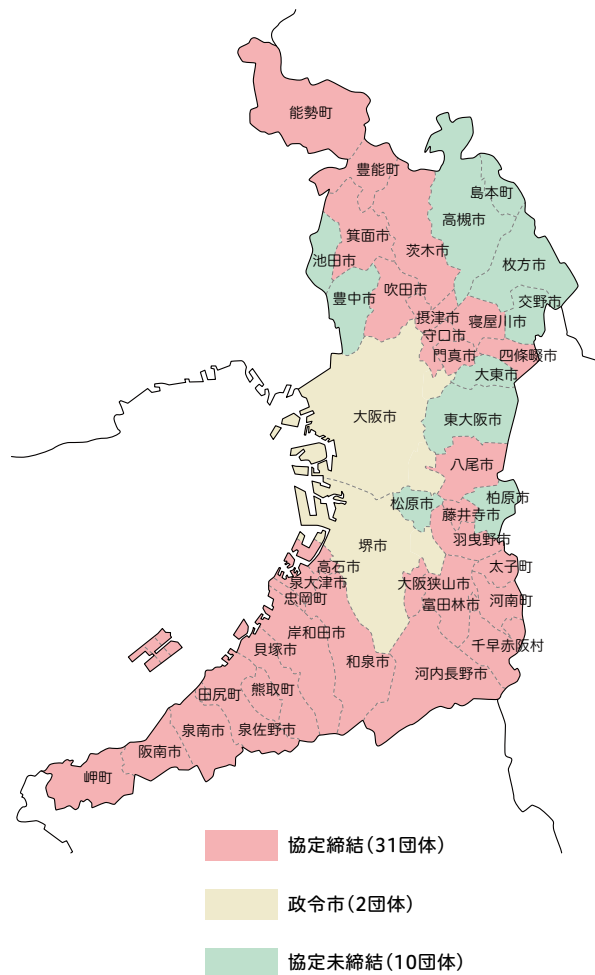 能勢町
豊能町
島本町
高槻市
箕面市
茨木市
池田市
枚方市
吹田市
豊中市
交野市
摂津市
寝屋川市
守口市
門真市
四條畷市
大東市
大阪市
東大阪市
八尾市
柏原市
松原市
藤井寺市
羽曳野市
堺市
高石市
太子町
泉大津市
大阪狭山市
忠岡町
富田林市
河南町
岸和田市
千早赤阪村
貝塚市
和泉市
河内長野市
熊取町
田尻町
泉南市
泉佐野市
阪南市
岬町
協定締結(31団体)
政令市(2団体)
協定未締結(10団体)